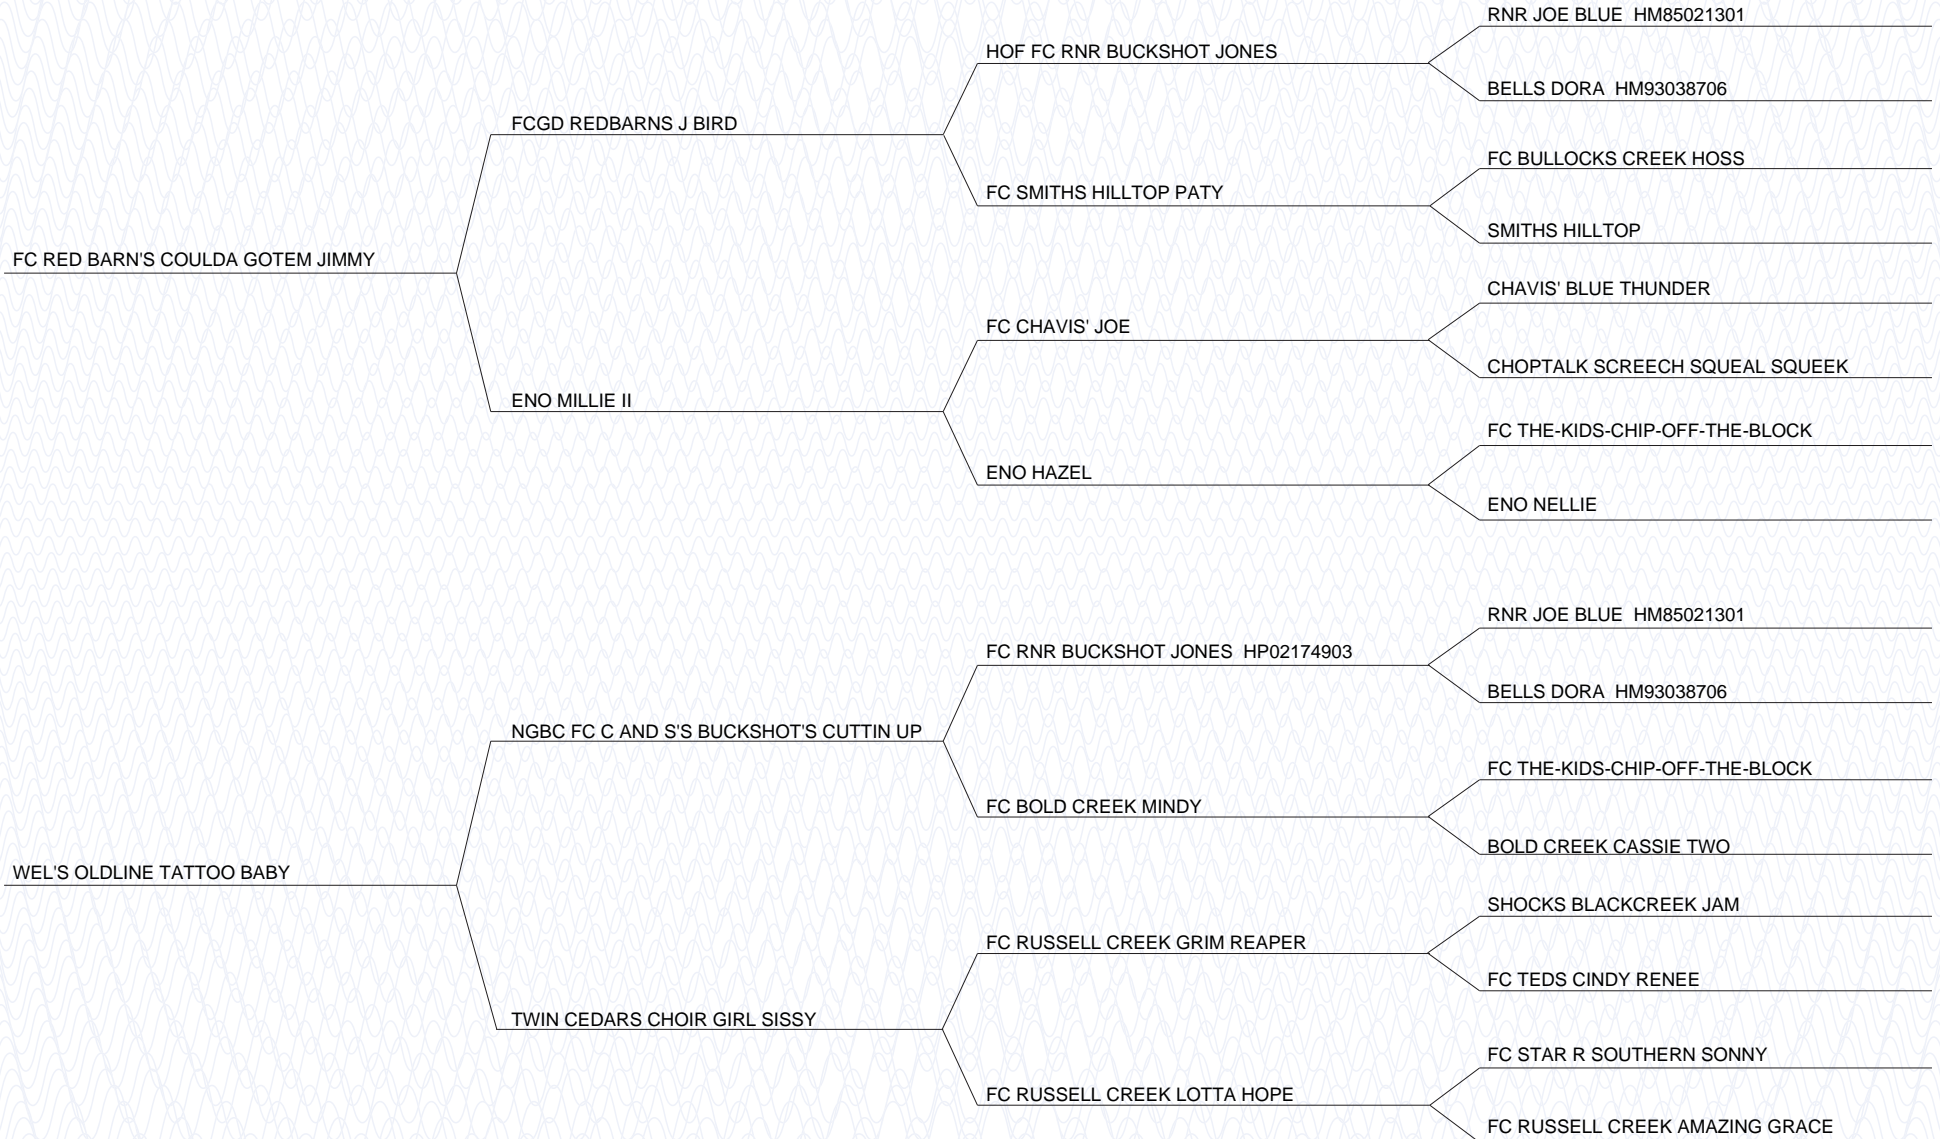 RNR JOE BLUE  HM85021301
HOF FC RNR BUCKSHOT JONES
BELLS DORA  HM93038706
FCGD REDBARNS J BIRD
FC BULLOCKS CREEK HOSS
FC SMITHS HILLTOP PATY
SMITHS HILLTOP
FC RED BARN'S COULDA GOTEM JIMMY
CHAVIS' BLUE THUNDER
FC CHAVIS' JOE
CHOPTALK SCREECH SQUEAL SQUEEK
ENO MILLIE II
FC THE-KIDS-CHIP-OFF-THE-BLOCK
ENO HAZEL
ENO NELLIE
RNR JOE BLUE  HM85021301
FC RNR BUCKSHOT JONES  HP02174903
BELLS DORA  HM93038706
NGBC FC C AND S'S BUCKSHOT'S CUTTIN UP
FC THE-KIDS-CHIP-OFF-THE-BLOCK
FC BOLD CREEK MINDY
BOLD CREEK CASSIE TWO
WEL'S OLDLINE TATTOO BABY
SHOCKS BLACKCREEK JAM
FC RUSSELL CREEK GRIM REAPER
FC TEDS CINDY RENEE
TWIN CEDARS CHOIR GIRL SISSY
FC STAR R SOUTHERN SONNY
FC RUSSELL CREEK LOTTA HOPE
FC RUSSELL CREEK AMAZING GRACE